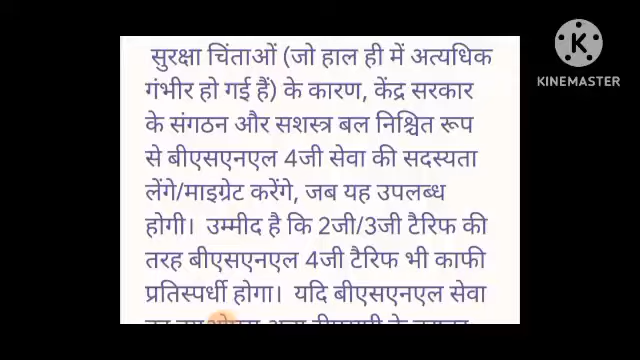 सुरक्षा चिंताओं (जो हाल ही में अत्यधिक
गंभीर हो गई हैं) के कारण, केंद्र सरकार
के संगठन और सशस्त्र बल निश्चित रूप
से बीएसएनएल 4जी सेवा की सदस्यता
लेंगे/माइग्रेट करेंगे, जब यह उपलब्ध
होगी। उम्मीद है कि 2जी/3जी टैरिफ की
तरह बीएसएनएल 4जी टैरिफ भी काफी
प्रतिस्पर्धी होगा। यदि बीएसएनएल सेवा
K
KINEMASTER